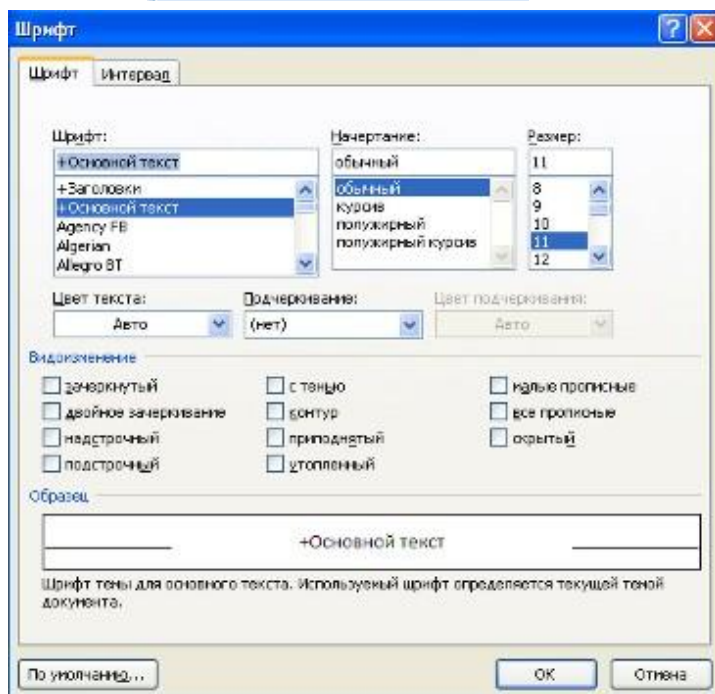 Шрифт
Шрифт Интервал
Шрифт: Начертание: Размер:
+Основной текст обычный 11
+Заголовки обычный 8
+Основной текст курсив 9
Agency FB полужирный 10
Algerian полужирный курсив 11
Allegro BT 12
Цвет текста: Подчеркивание: Цвет подчеркивания:
Авто (нет) Авто
Видоизменение
зачеркнутый с тенью малые прописные
двойное зачеркивание контур все прописные
надстрочный приподнятый скрытый
подстрочный утопленный
Образец
+Основной текст
Шрифт темы для основного текста. Используемый шрифт определяется текущей темой
документа.
По умолчанию... ОК Отмена